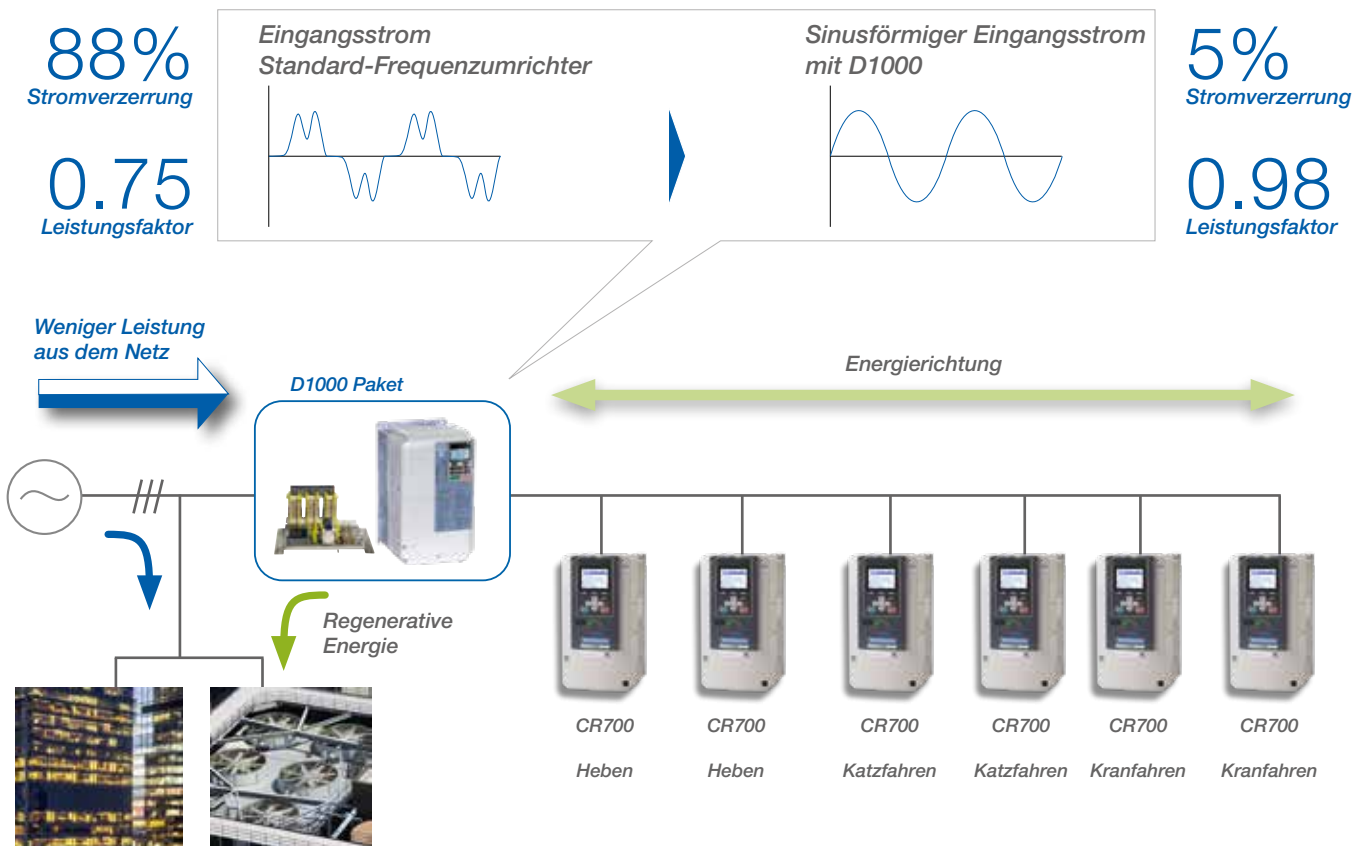 88%
Stromverzerrung
0.75
Leistungsfaktor
Eingangsstrom
Standard-Frequenzumrichter
Sinusförmiger Eingangsstrom
mit D1000
5%
Stromverzerrung
0.98
Leistungsfaktor
Weniger Leistung
aus dem Netz
D1000 Paket
Energierichtung
Regenerative
Energie
CR700
Heben
CR700
Heben
CR700
Katzfahren
CR700
Katzfahren
CR700
Kranfahren
CR700
Kranfahren